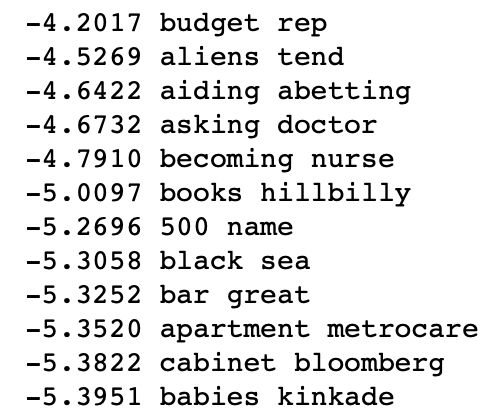 -4.2017 budget rep
-4.5269 aliens tend
-4.6422 aiding abetting
-4.6732 asking doctor
-4.7910 becoming nurse
-5.0097 books hillbilly
-5.2696 500 name
-5.3058 black sea
-5.3252 bar great
-5.3520 apartment metrocare
-5.3822 cabinet bloomberg
-5.3951 babies kinkade